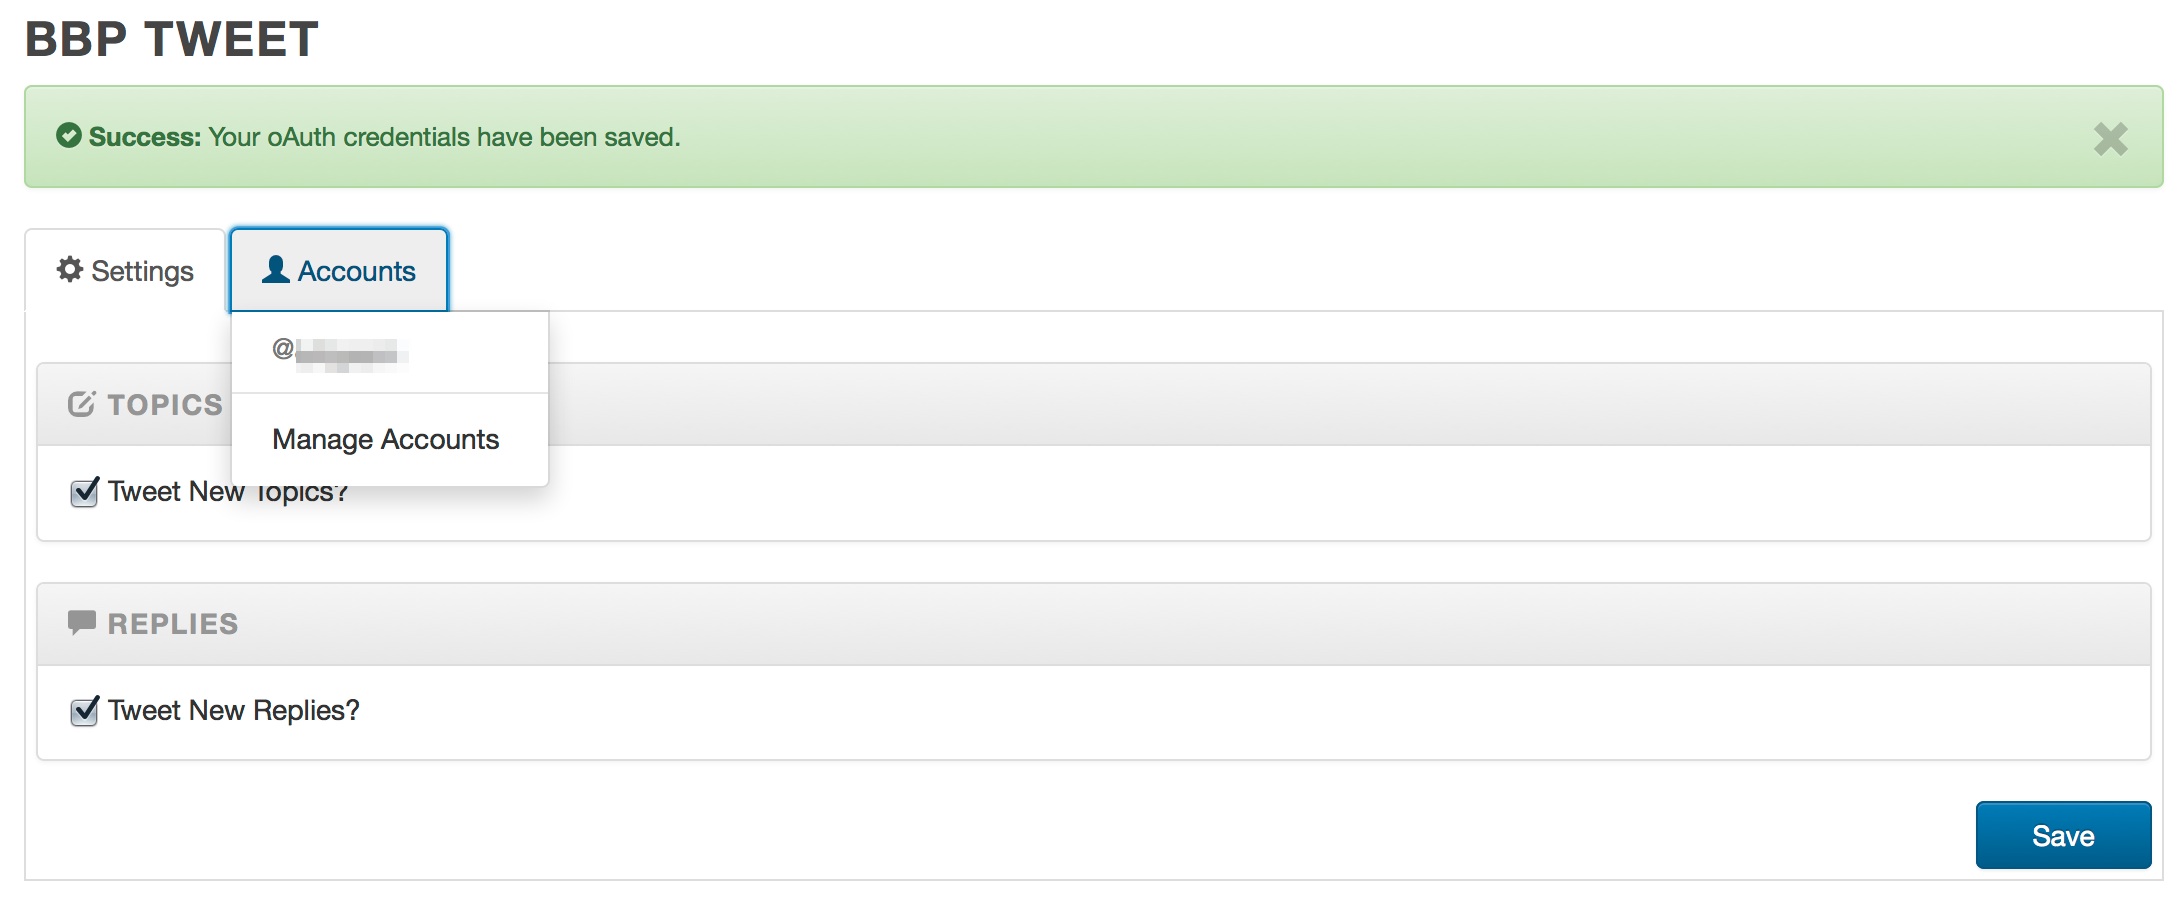 BBP TWEET
Success: Your oAuth credentials have been saved.
Settings
Accounts
@
TOPICS
Manage Accounts
Tweet New Topics?
REPLIES
Tweet New Replies?
Save